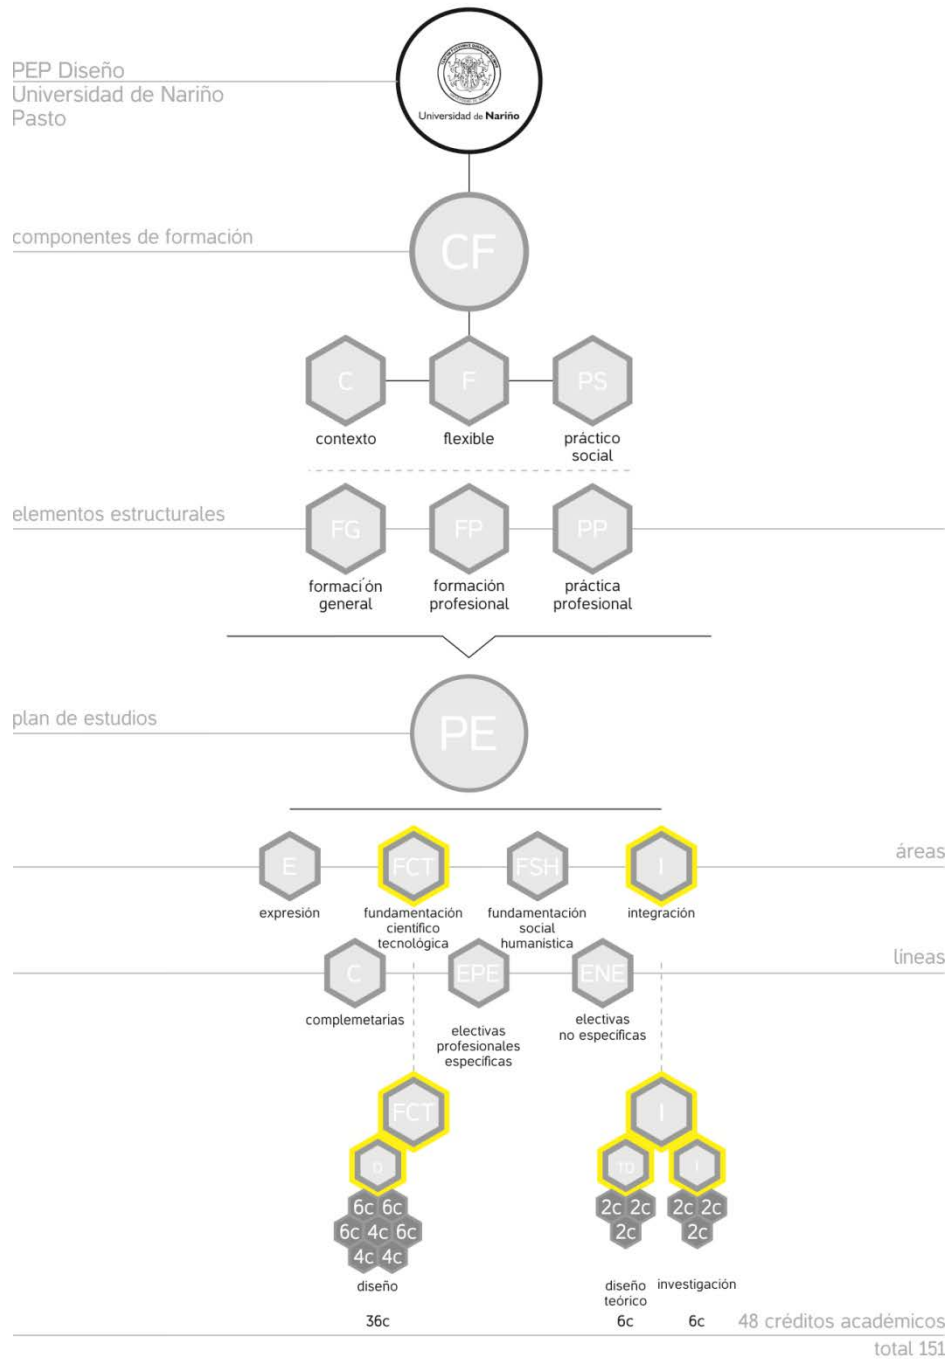 PEP Diseño
Universidad de Nariño
Pasto
Universidad de Nariño
componentes de formación
CF
C F PS
contexto flexible práctico
social
elementos estructurales
FG FP PP
formaci´ón formación práctica
general profesional profesional
plan de estudios
PE
áreas
E FCT FSH I
expresión fundamentación fundamentación integración
científico social
tecnológica humanística
líneas
C EPE ENE
complemetarias electivas electivas
profesionales no específicas
específicas
FCT I
D TD I
6c 6c 2c 2c 2c 2c
6c 4c 6c 2c 2c
4c 4c
diseño diseño investigación
teórico
36c 6c 6c 48 créditos académicos
total 151